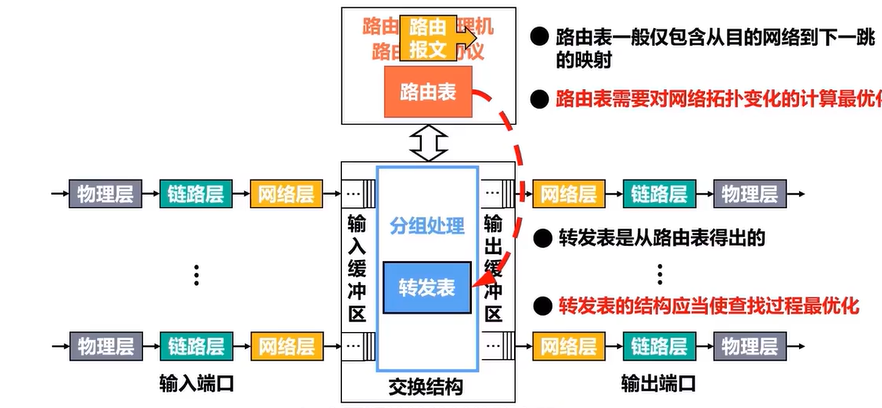 路由
报文
路由 理机
路由 协议
路由表
路由表一般仅包含从目的网络到下一跳
的映射
路由表需要对网络拓扑变化的计算最优
物理层
链路层
网络层
...
分组处理
...
网络层
链路层
物理层
输入缓冲区
输出缓冲区
转发表是从路由表得出的
转发表
转发表的结构应当使查找过程最优化
物理层
链路层
网络层
...
...
网络层
链路层
物理层
输入端口
交换结构
输出端口